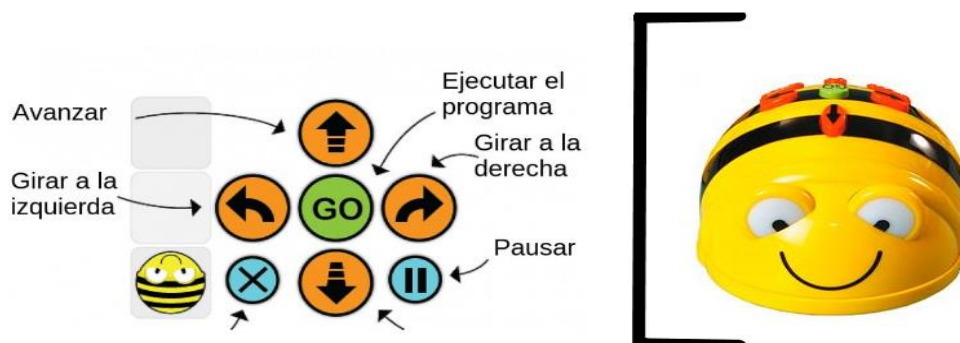 Avanzar
Ejecutar el
programa
Girar a la
derecha
Girar a la
izquierda
GO
Pausar